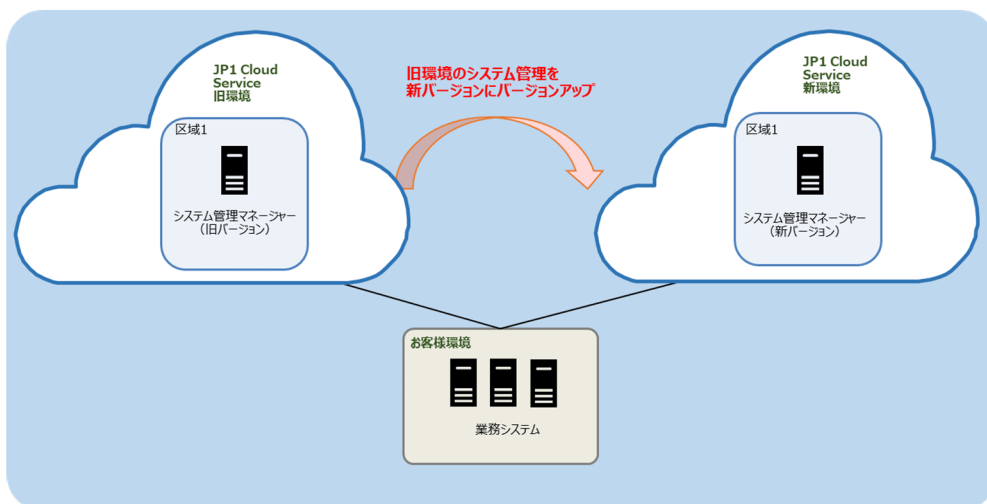 JP1 Cloud
Service
旧環境
区域1
システム管理マネージャー
（旧バージョン）
旧環境のシステム管理を
新バージョンにバージョンアップ
JP1 Cloud
Service
新環境
区域1
システム管理マネージャー
（新バージョン）
お客様環境
業務システム